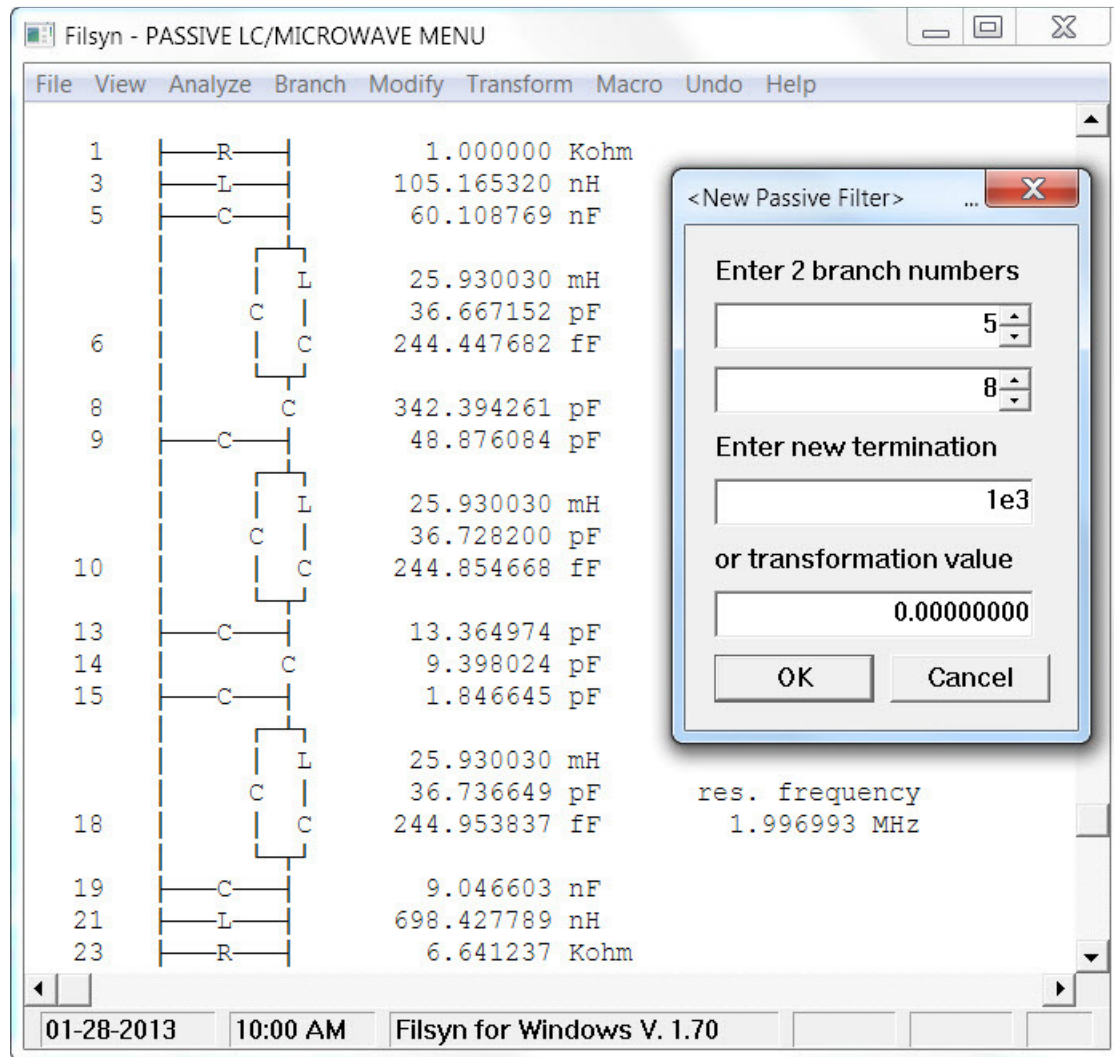 Filsyn - PASSIVE LC/MICROWAVE MENU
File View Analyze Branch Modify Transform Macro Undo Help
1 R 1.000000 Kohm
3 L 105.165320 nH
5 C 60.108769 nF
L 25.930030 mH
C 36.667152 pF
6 C 244.447682 fF
8 C 342.394261 pF
9 C 48.876084 pF
L 25.930030 mH
C 36.728200 pF
10 C 244.854668 fF
13 C 13.364974 pF
14 C 9.398024 pF
15 C 1.846645 pF
L 25.930030 mH
C 36.736649 pF res. frequency
18 C 244.953837 fF 1.996993 MHz
19 C 9.046603 nF
21 L 698.427789 nH
23 R 6.641237 Kohm
<New Passive Filter> ...
Enter 2 branch numbers
5
8
Enter new termination
1e3
or transformation value
0.00000000
OK Cancel
01-28-2013 10:00 AM Filsyn for Windows V. 1.70